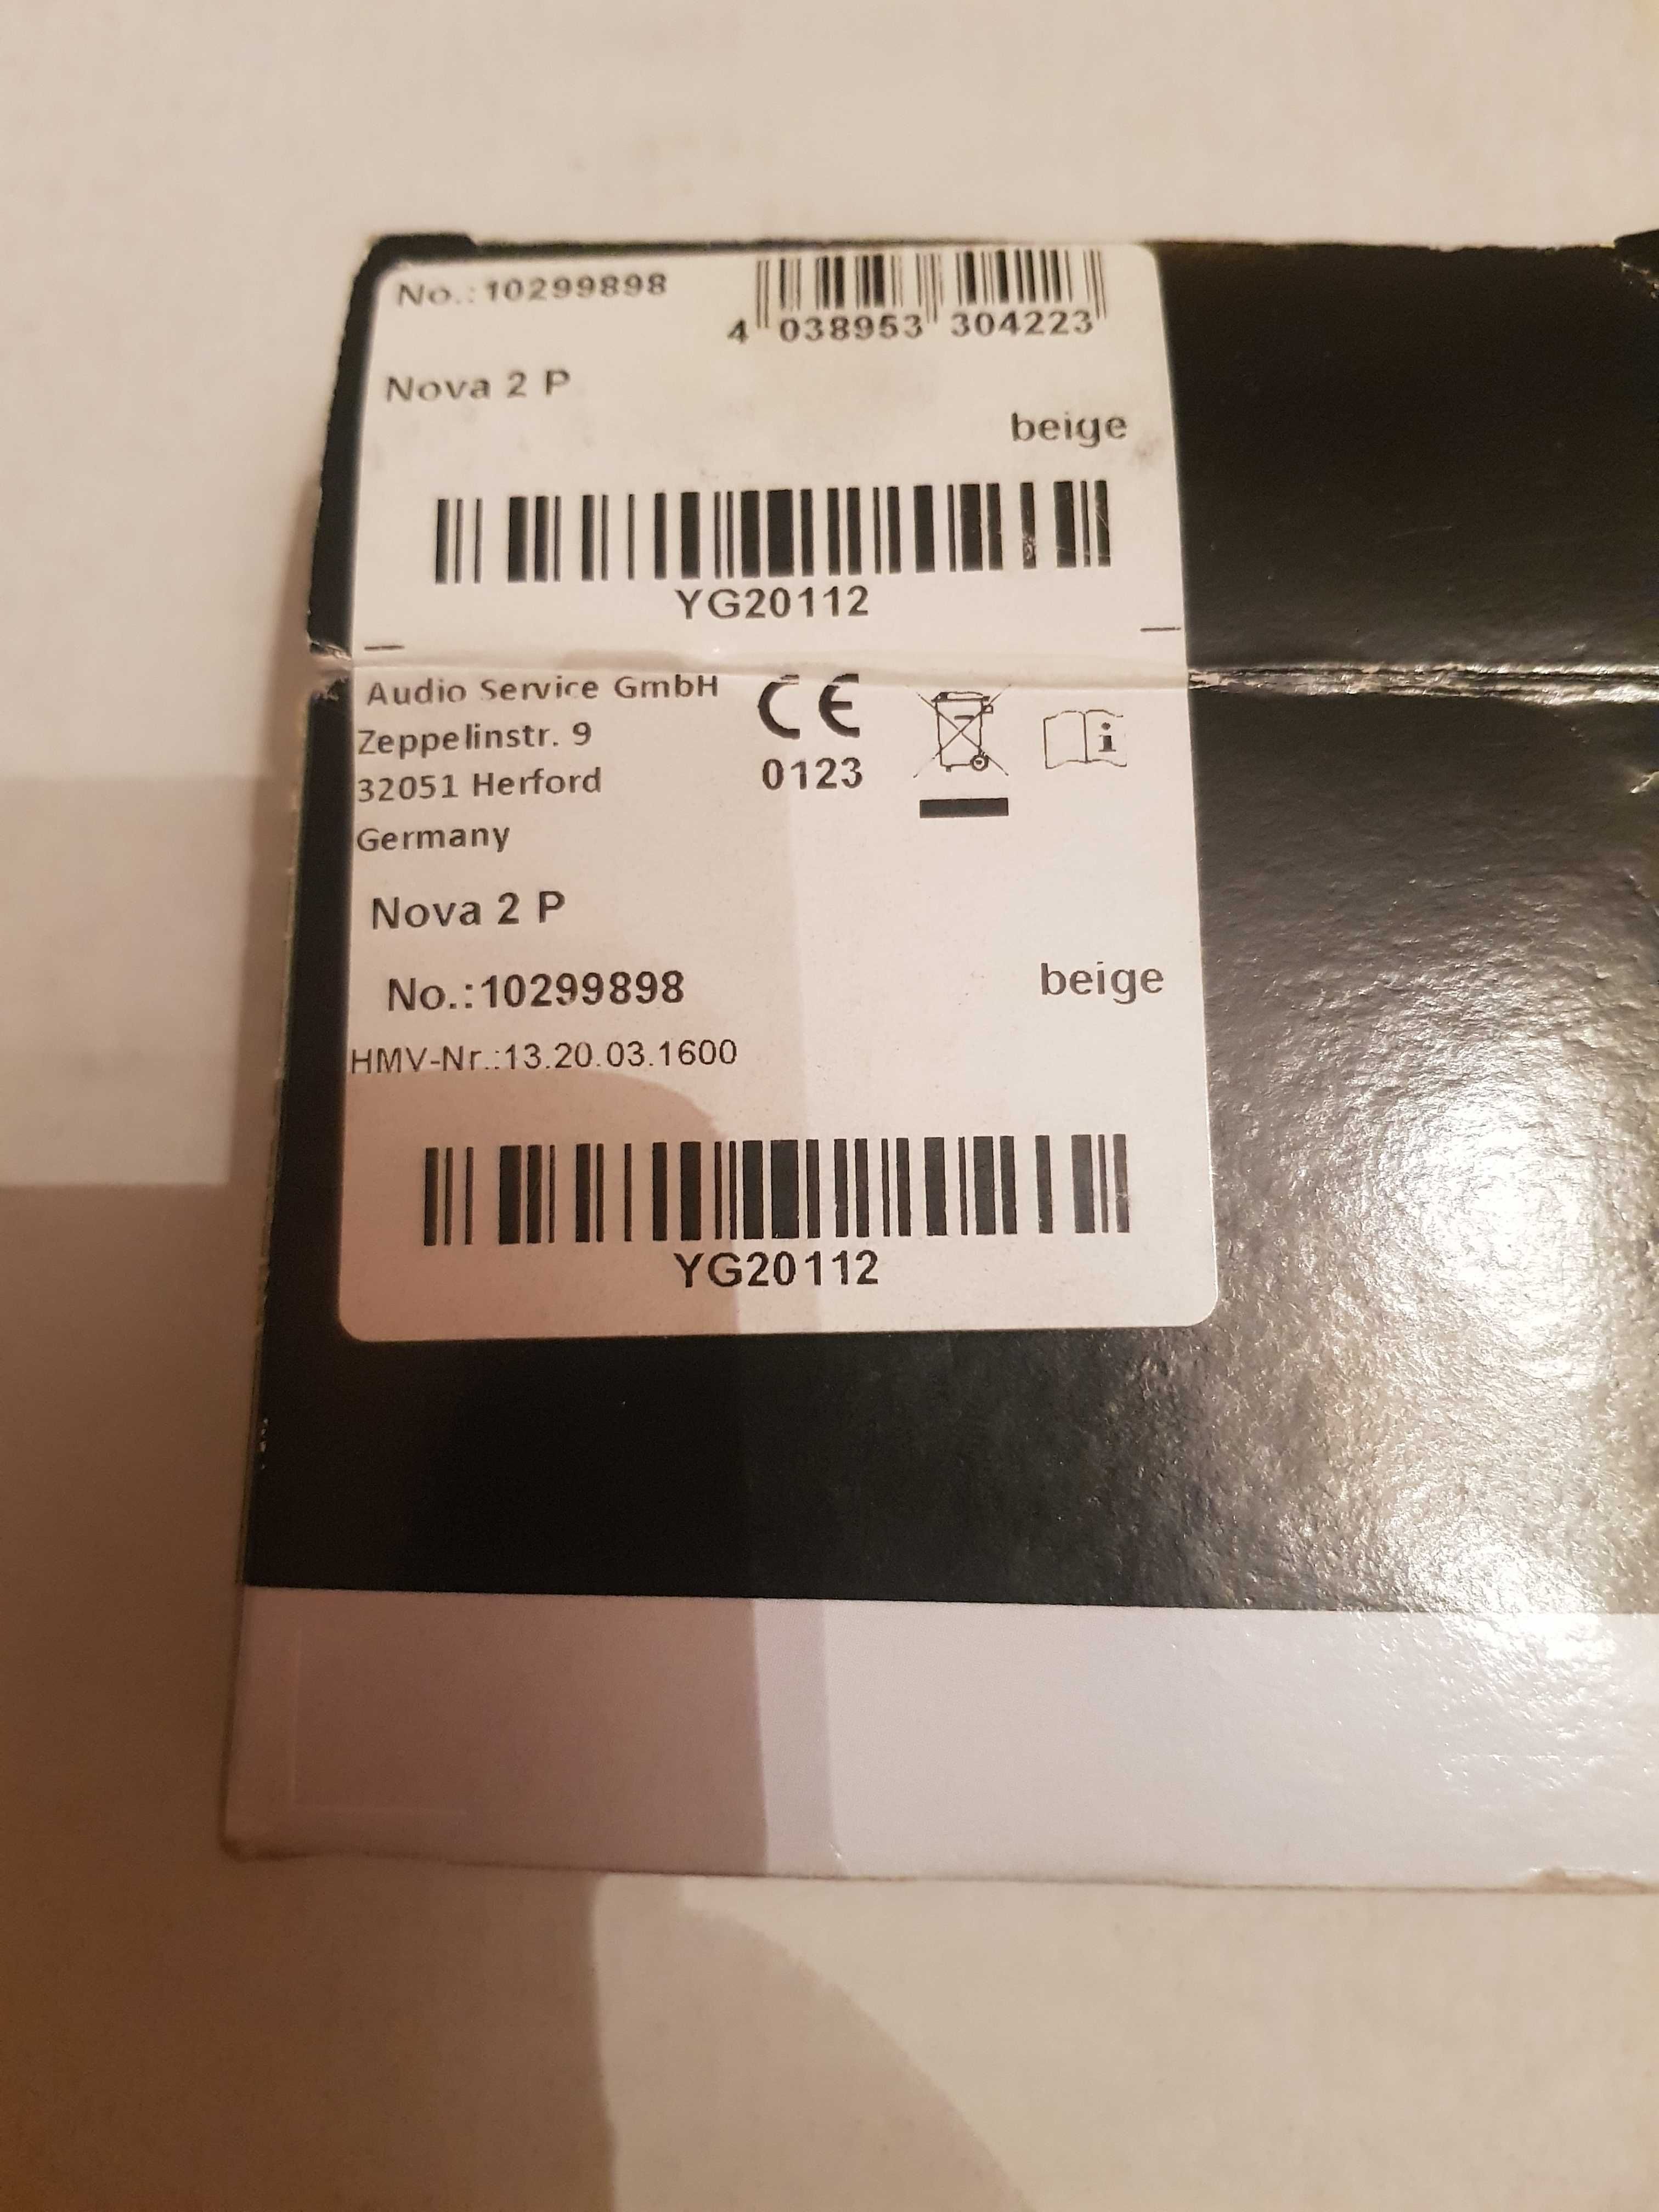 No.:10299898
4 038953 304223
Nova 2 P
beige
YG20112
Audio Service GmbH
Zeppelinstr. 9
32051 Herford
Germany
CE
0123
i
Nova 2 P
No.:10299898
beige
HMV-Nr.:13.20.03.1600
YG20112